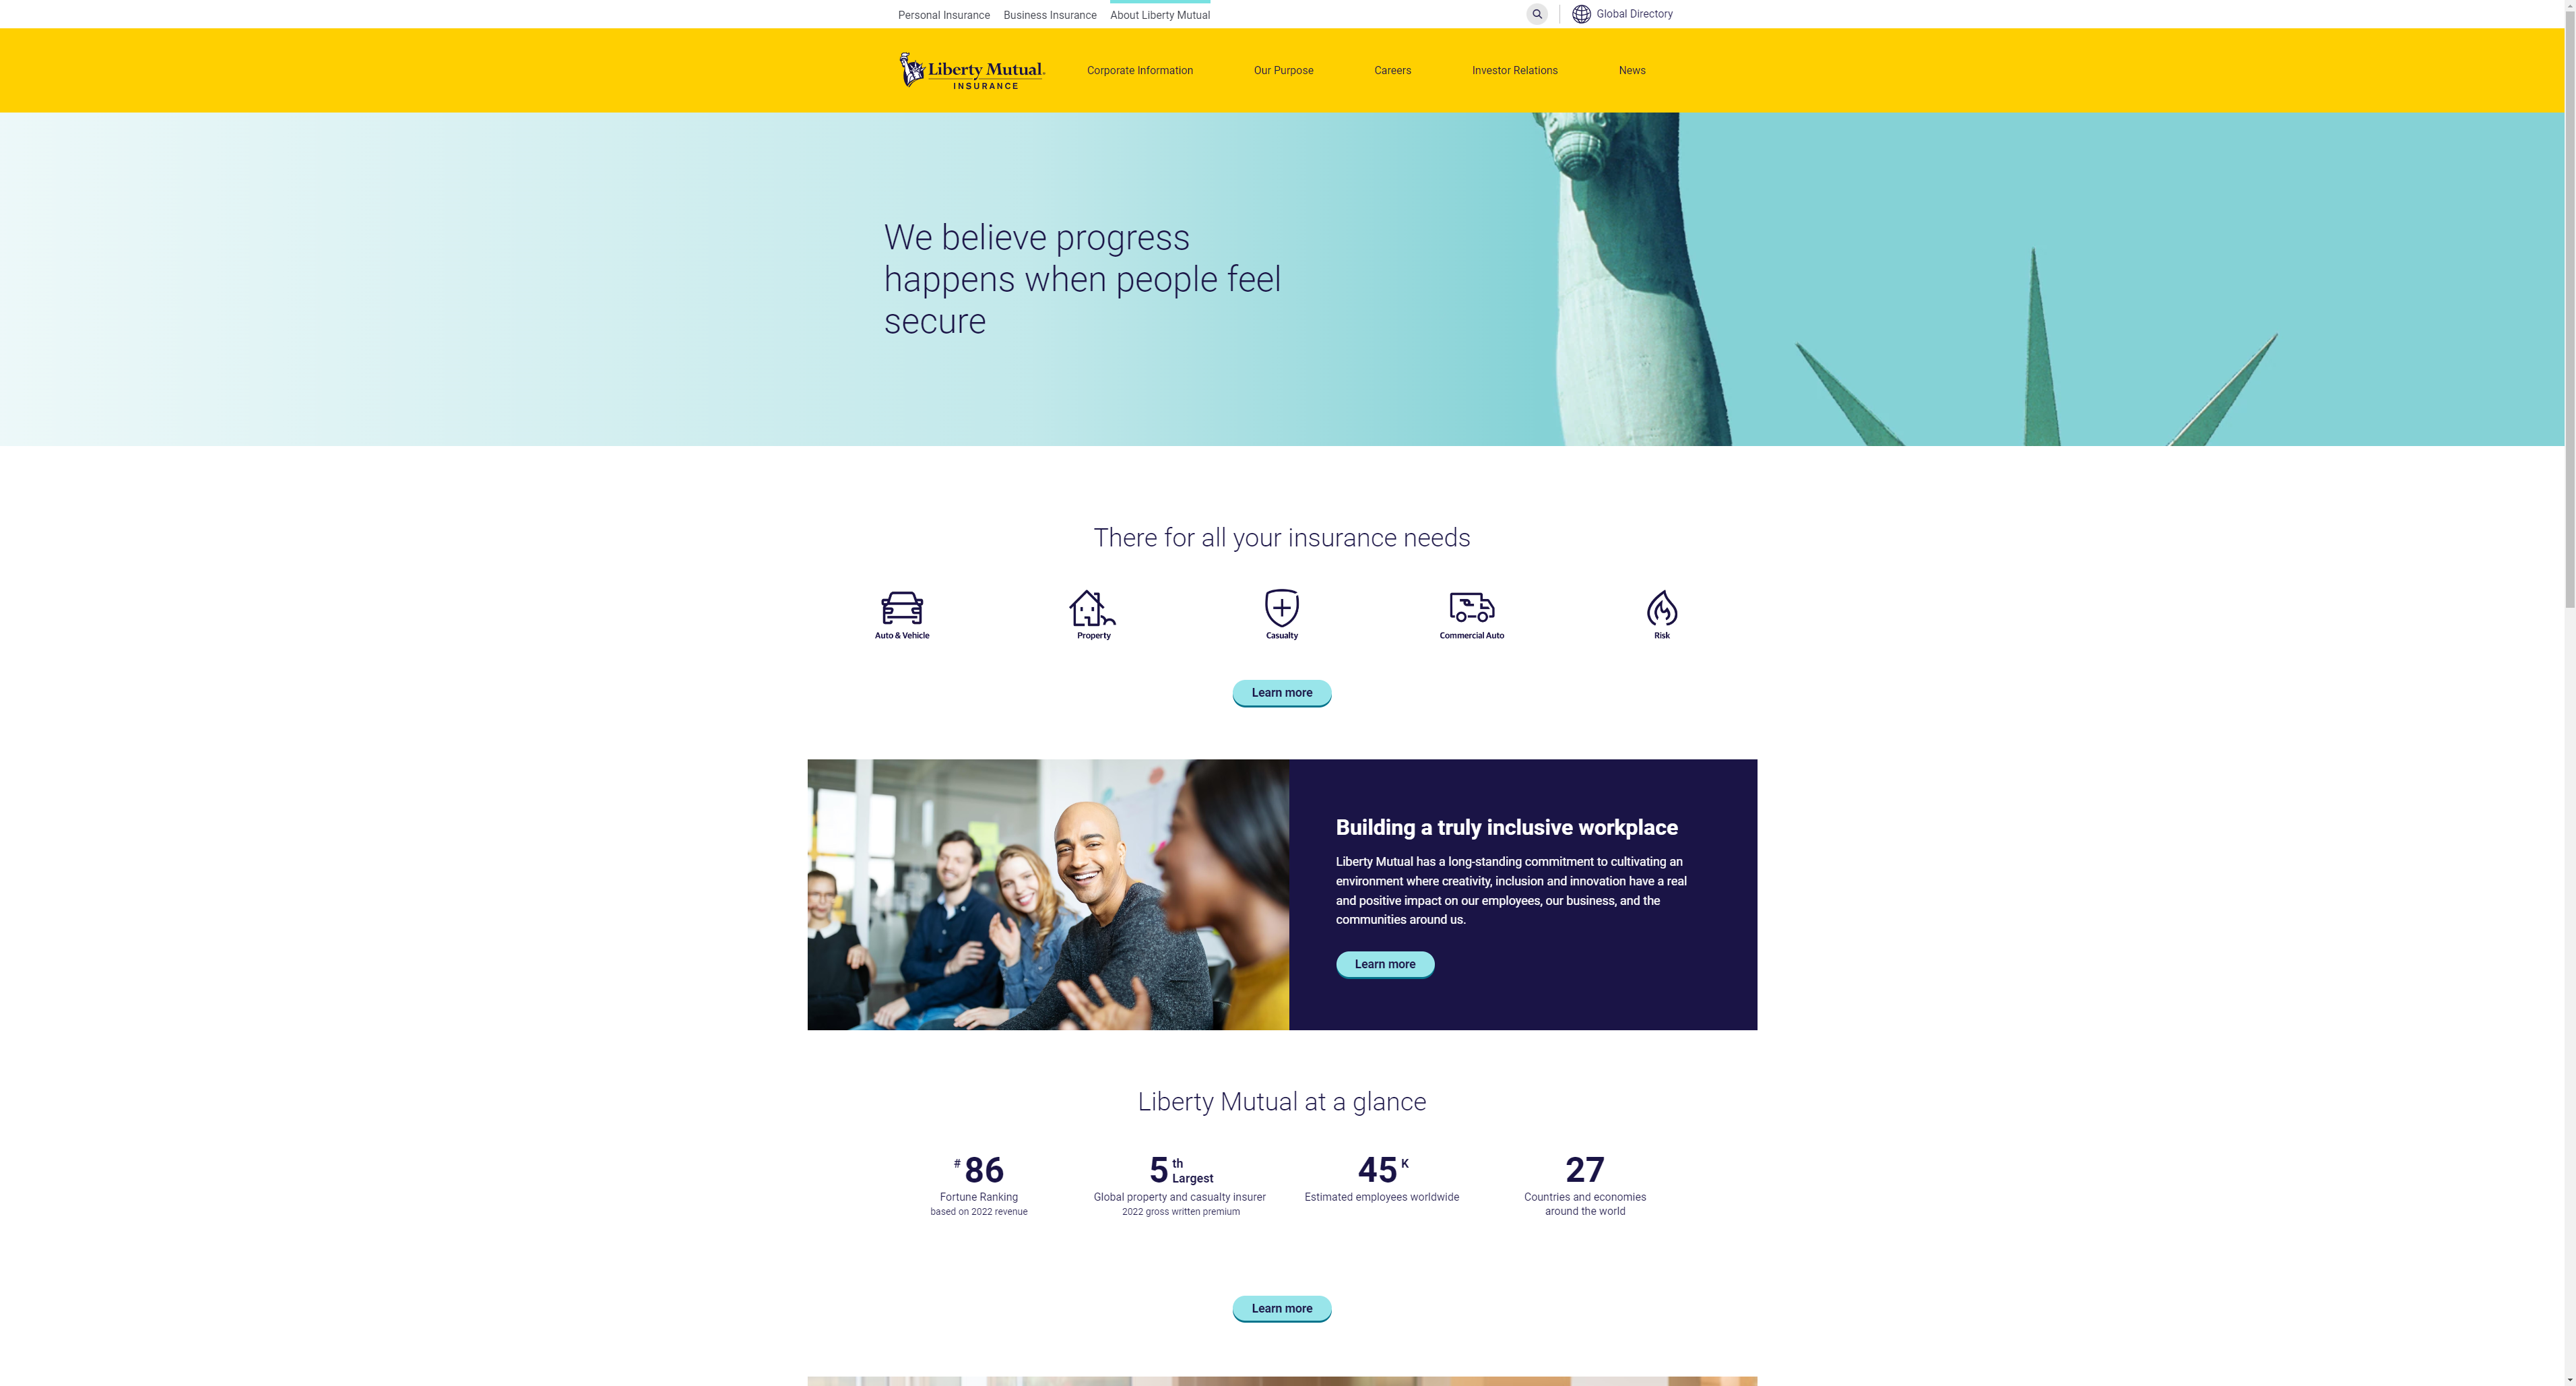 Personal Insurance
Business Insurance
About Liberty Mutual
Global Directory
Liberty Mutual
INSURANCE
Corporate Information
Our Purpose
Careers
Investor Relations
News
We believe progress
happens when people feel
secure
There for all your insurance needs
Auto & Vehicle
Property
Casualty
Commercial Auto
Risk
Learn more
Building a truly inclusive workplace
Liberty Mutual has a long-standing commitment to cultivating an
environment where creativity, inclusion and innovation have a real
and positive impact on our employees, our business, and the
communities around us.
Learn more
Liberty Mutual at a glance
# 86
Fortune Ranking
based on 2022 revenue
5 th
Largest
Global property and casualty insurer
2022 gross written premium
45 K
Estimated employees worldwide
27
Countries and economies
around the world
Learn more